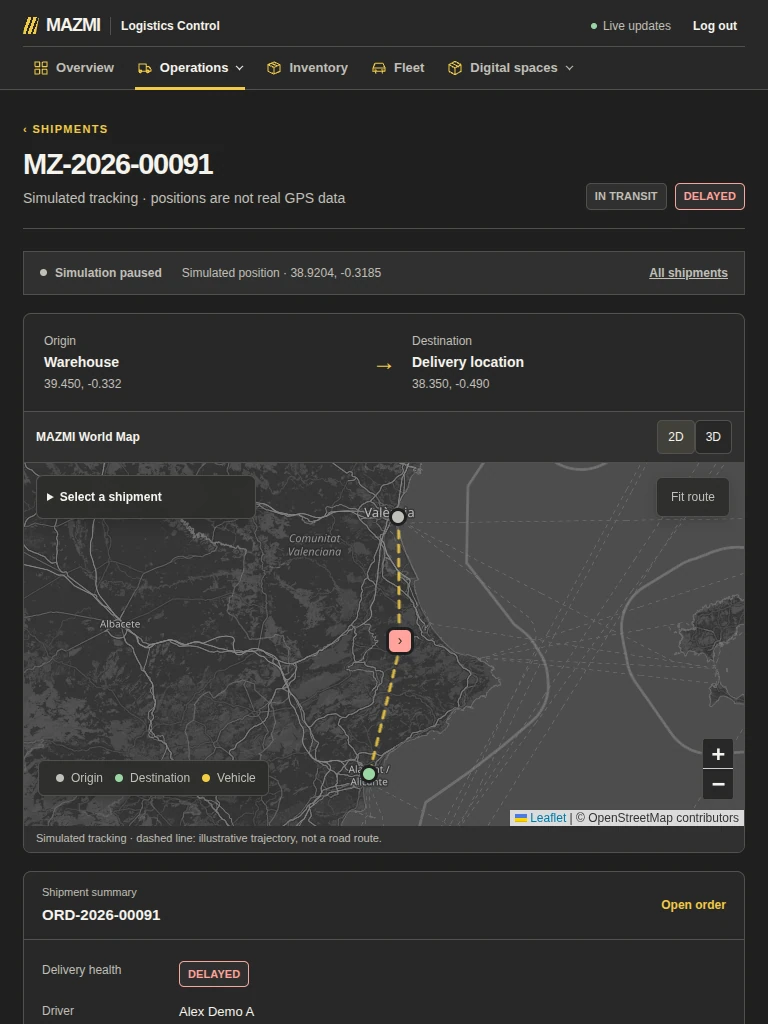 MAZMI Logistics Control Live updates Log out
Overview Operations Inventory Fleet Digital spaces
‹ SHIPMENTS
MZ-2026-00091
Simulated tracking · positions are not real GPS data IN TRANSIT DELAYED
Simulation paused Simulated position · 38.9204, -0.3185 All shipments
Origin Destination
Warehouse → Delivery location
39.450, -0.332 38.350, -0.490
MAZMI World Map 2D 3D
Select a shipment Fit route
Comunitat
Valenciana
Albacete
Origin Destination Vehicle
+
−
Leaflet | © OpenStreetMap contributors
Simulated tracking · dashed line: illustrative trajectory, not a road route.
Shipment summary
ORD-2026-00091 Open order
Delivery health DELAYED
Driver Alex Demo A